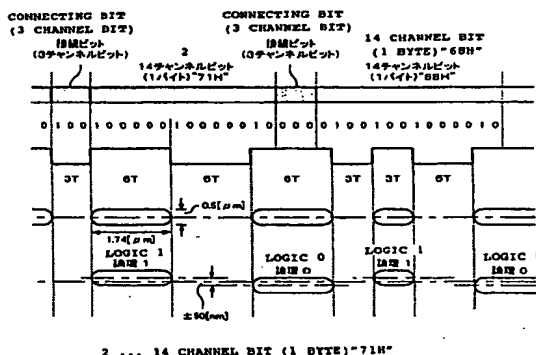 CONNECTING BIT
(3 CHANNEL BIT)
接続ビット
(3チャンネルビット)
2
14チャンネルビット
(1バイト)"71H"
CONNECTING BIT
(3 CHANNEL BIT)
接続ビット
(3チャンネルビット)
14 CHANNEL BIT
(1 BYTE)"68H"
14チャンネルビット
(1バイト)"68H"
0 1 0 0 1 0 0 0 0 0 1 0 0 0 0 0 1 0 0 0 0 0 1 0 0 1 0 0 1 0 0 0 0 0 1 0
3T 6T 6T 6T 3T 3T 6T
0.5[μm]
1.74[μm]
LOGIC 1
論理 1
LOGIC 0
論理 0
LOGIC 1
論理 1
LOGIC
論理 0
±50[nm]
2 ... 14 CHANNEL BIT (1 BYTE)"71H"